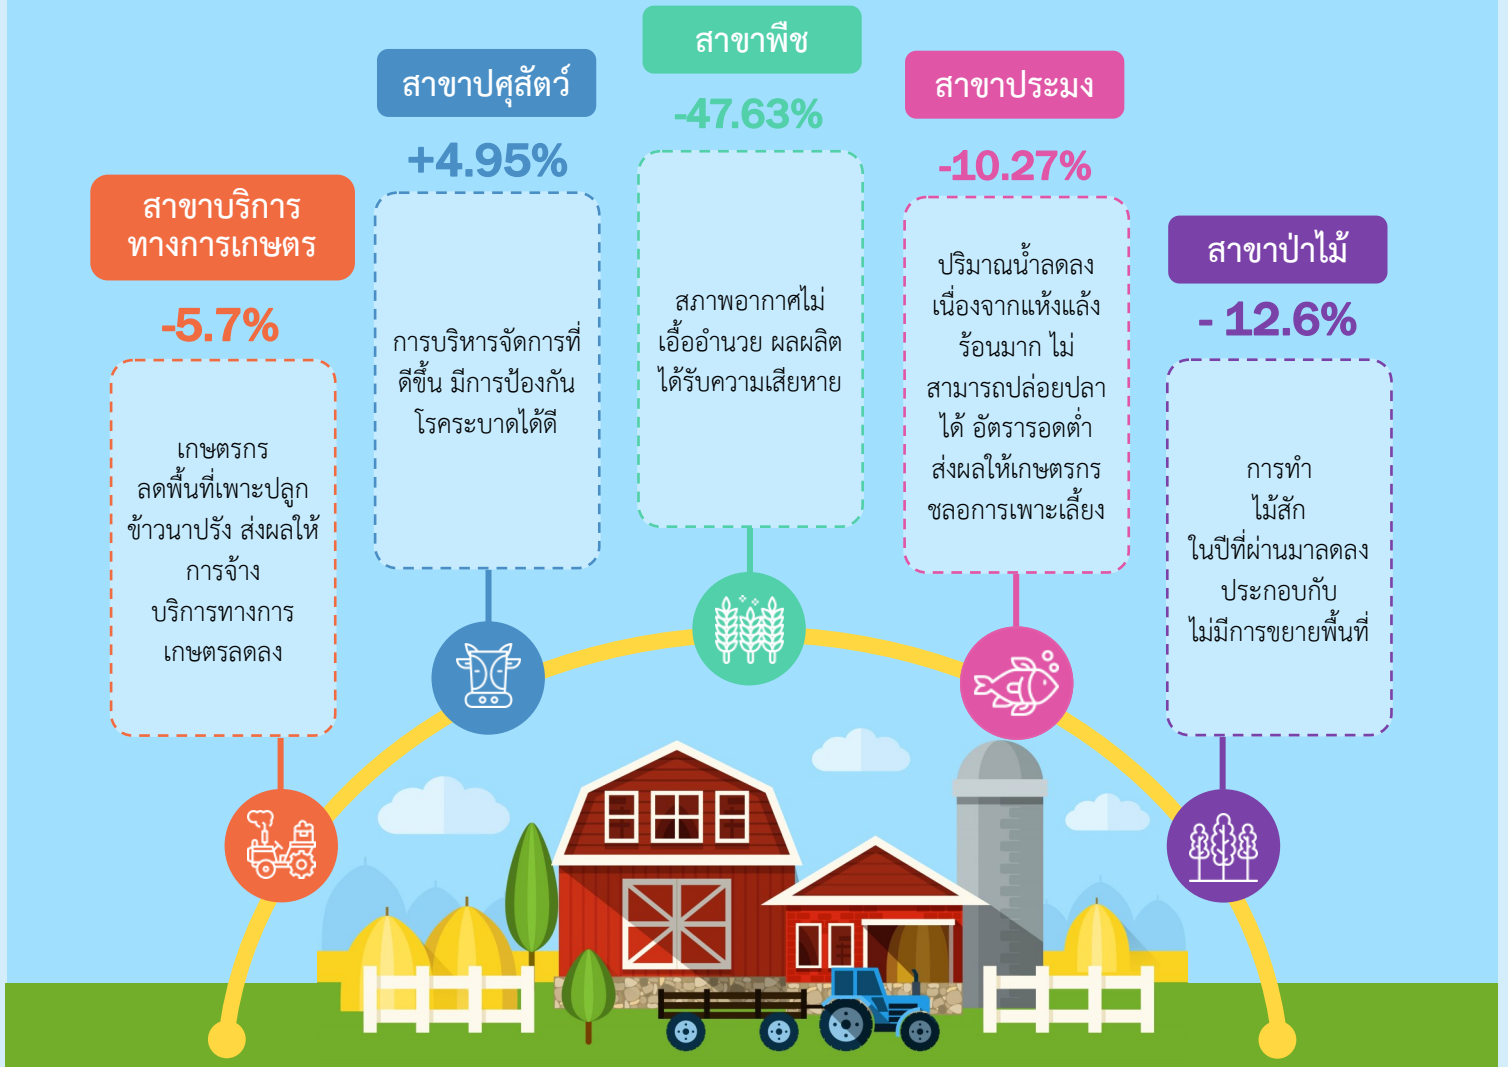 สาขาบริการ
ทางการเกษตร
-5.7%
เกษตรกร
ลดพื้นที่เพาะปลูก
ข้าวนาปรัง ส่งผลให้
การจ้าง
บริการทางการ
เกษตรลดลง
สาขาปศุสัตว์
+4.95%
การบริหารจัดการที่
ดีขึ้น มีการป้องกัน
โรคระบาดได้ดี
สาขาพืช
-47.63%
สภาพอากาศไม่
เอื้ออำนวย ผลผลิต
ได้รับความเสียหาย
สาขาประมง
-10.27%
ปริมาณน้ำลดลง
เนื่องจากแห้งแล้ง
ร้อนมาก ไม่
สามารถปล่อยปลา
ได้ อัตรารอดต่ำ
ส่งผลให้เกษตรกร
ชลอการเพาะเลี้ยง
สาขาป่าไม้
- 12.6%
การทำ
ไม้สัก
ในปีที่ผ่านมาลดลง
ประกอบกับ
ไม่มีการขยายพื้นที่